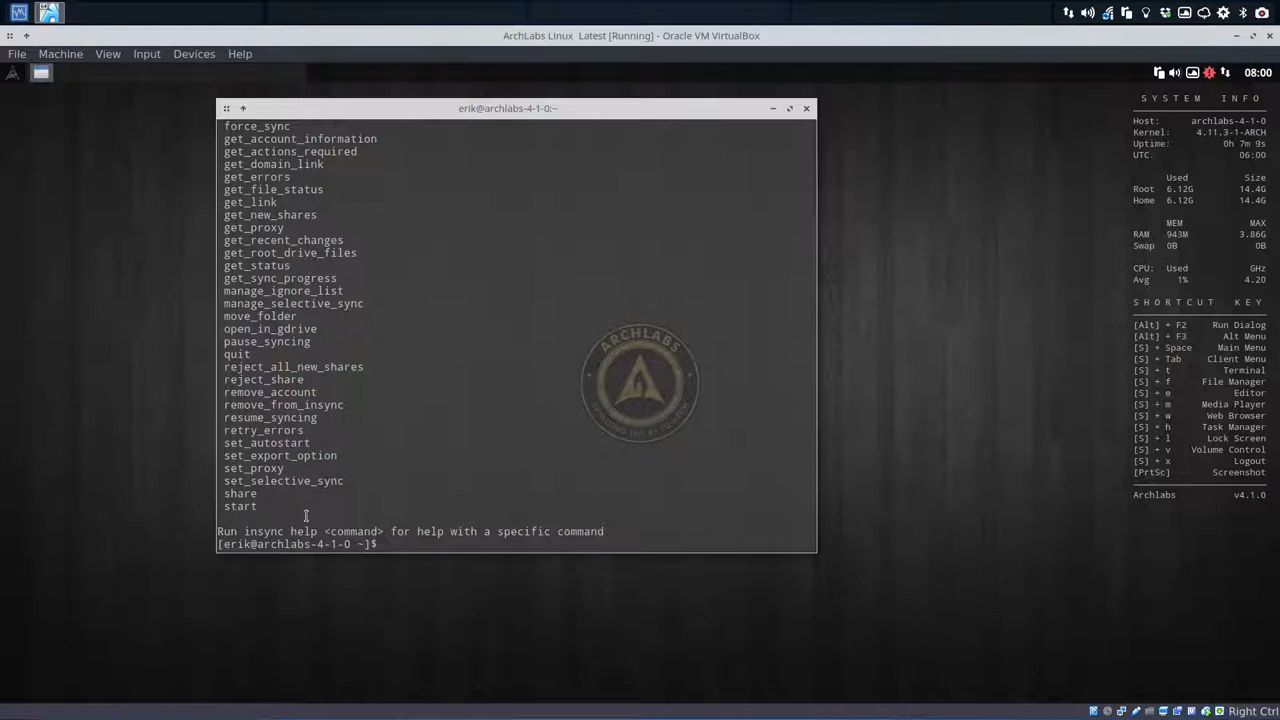 ArchLabs Linux  Latest [Running] - Oracle VM VirtualBox
File Machine View Input Devices Help
08:00
erik@archlabs-4-1-0:~
force_sync
get_account_information
get_actions_required
get_domain_link
get_errors
get_file_status
get_link
get_new_shares
get_proxy
get_recent_changes
get_root_drive_files
get_status
get_sync_progress
manage_ignore_list
manage_selective_sync
move_folder
open_in_gdrive
pause_syncing
quit
reject_all_new_shares
reject_share
remove_account
remove_from_insync
resume_syncing
retry_errors
set_autostart
set_export_option
set_proxy
set_selective_sync
share
start
Run insync help <command> for help with a specific command
[erik@archlabs-4-1-0 ~]$
ARCHLABS
SYSTEM INFO
Host: archlabs-4-1-0
Kernel: 4.11.3-1-ARCH
Uptime: 0h 7m 9s
UTC: 06:00
Used Size
Root 6.12G 14.4G
Home 6.12G 14.4G
MEM MAX
RAM 943M 3.86G
Swap 0B 0B
CPU: Used GHz
Avg 1% 4.20
SHORTCUT KEY
[Alt] + F2 Run Dialog
[Alt] + F3 Alt Menu
[S] + Space Main Menu
[S] + Tab Client Menu
[S] + t Terminal
[S] + f File Manager
[S] + e Editor
[S] + m Media Player
[S] + w Web Browser
[S] + h Task Manager
[S] + l Lock Screen
[S] + v Volume Control
[S] + x Logout
[PrtSc] Screenshot
Archlabs v4.1.0
Right Ctrl